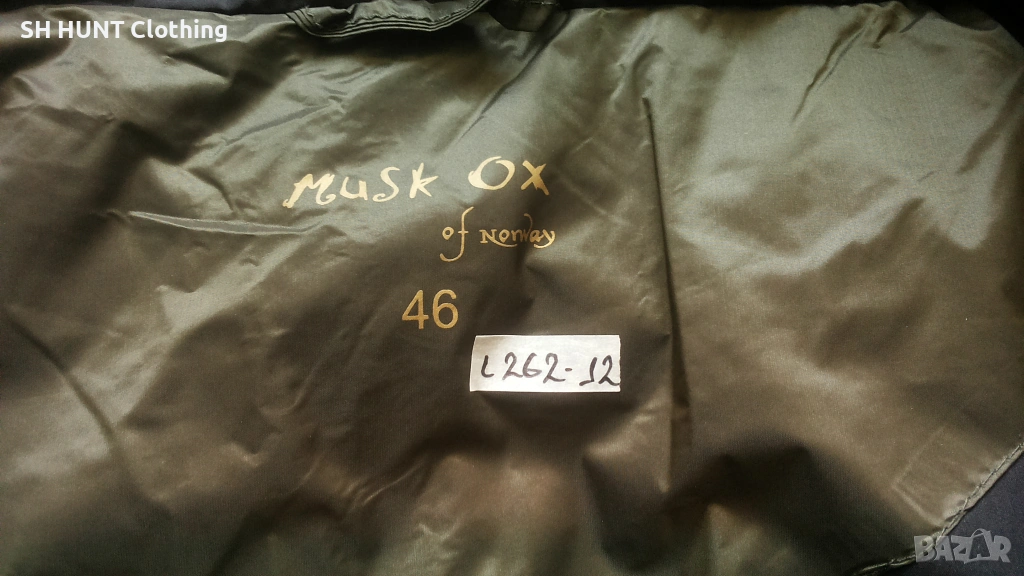 SH HUNT Clothing
MUSK OX
of Norway
46
L262-12
BAZAR